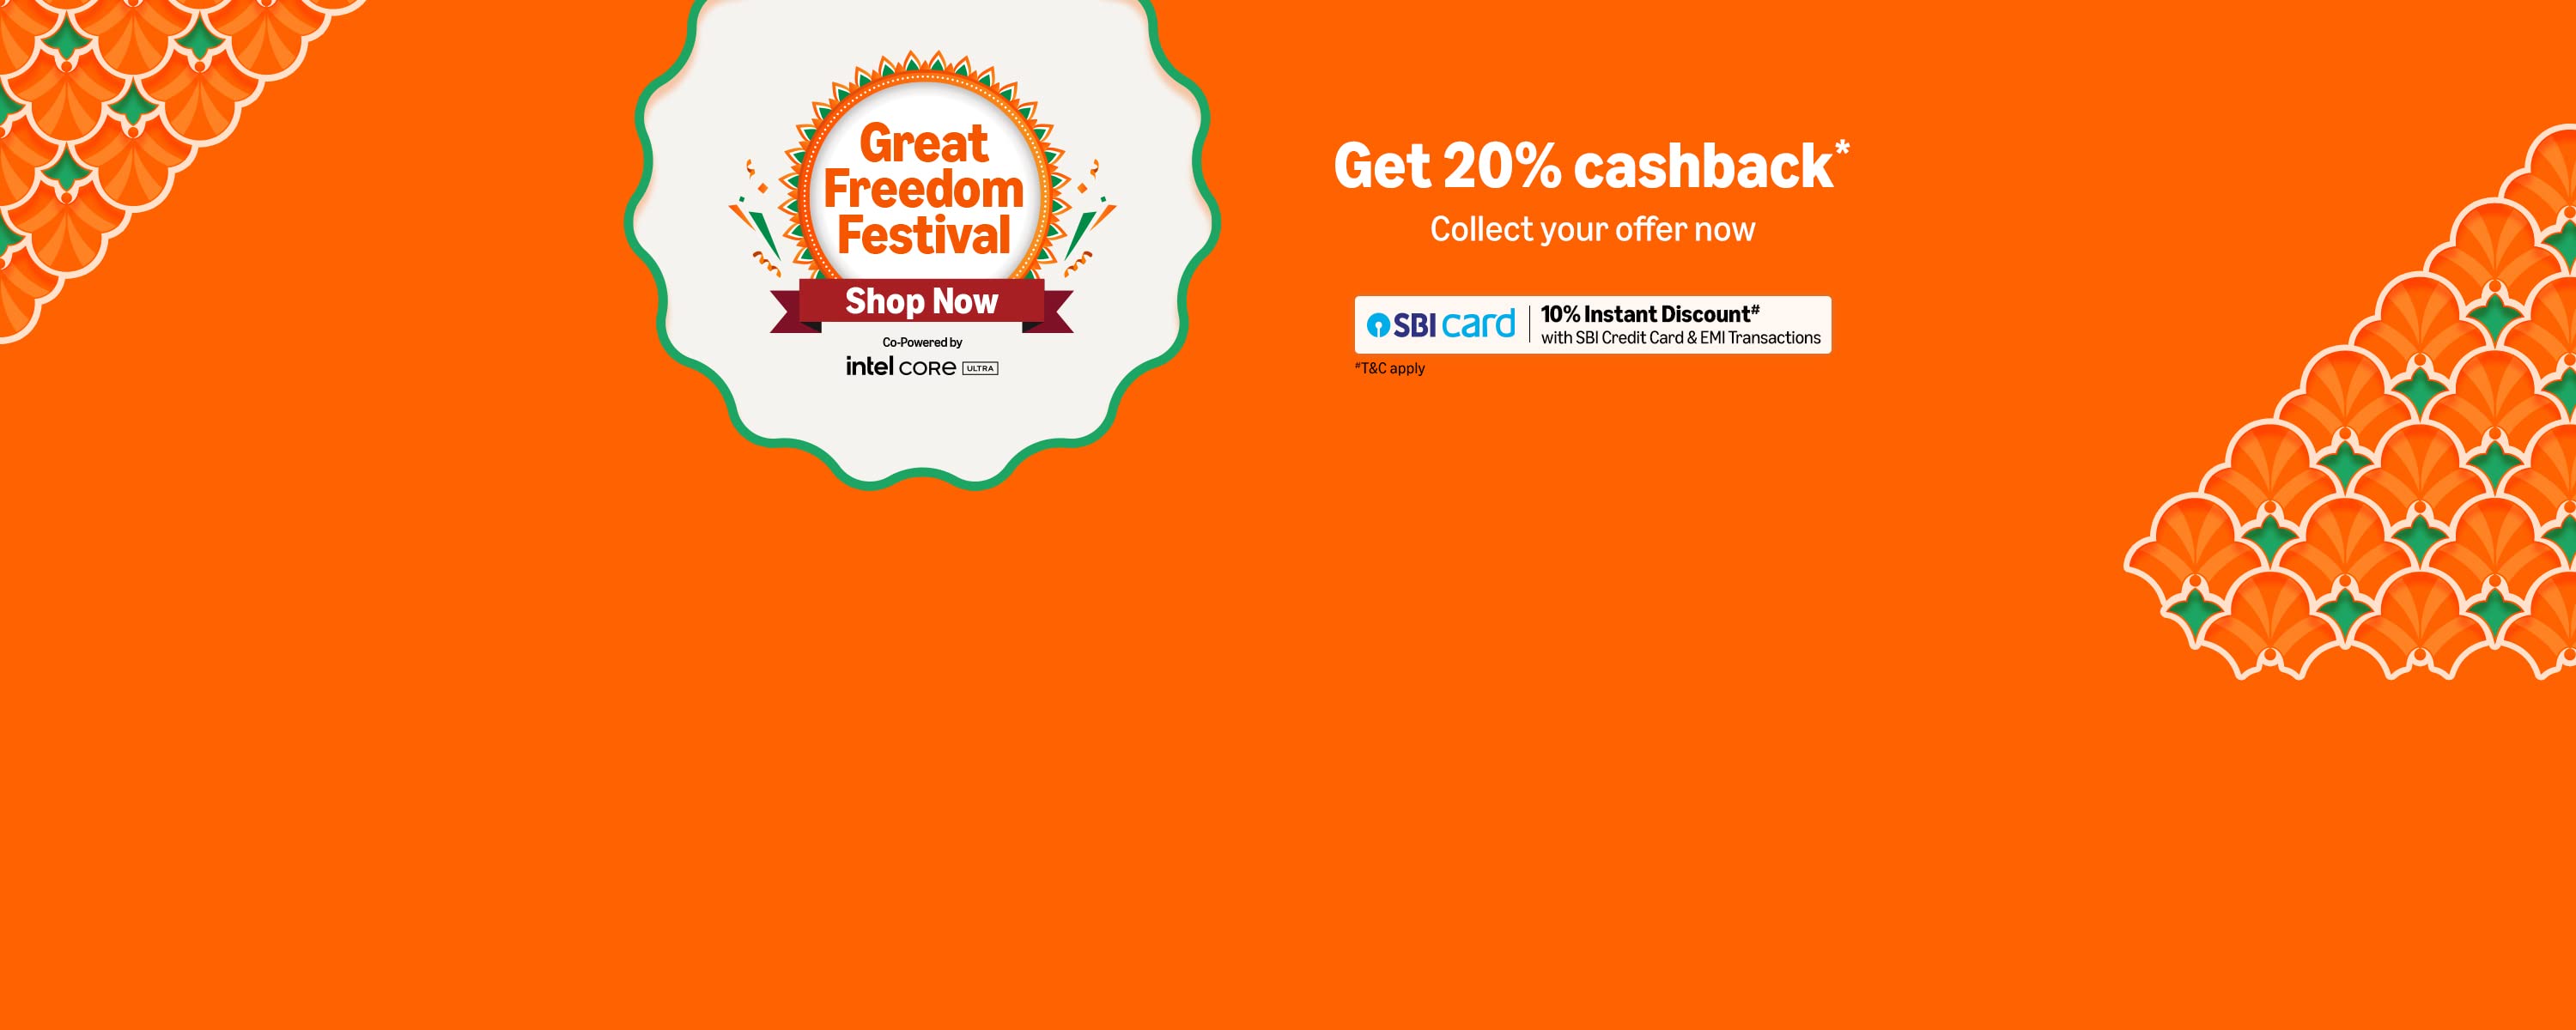 Great
Freedom
Festival
Shop Now
Co-Powered by
intel CORE ULTRA
Get 20% cashback*
Collect your offer now
SBI card
10% Instant Discount#
with SBI Credit Card & EMI Transactions
#T&C apply